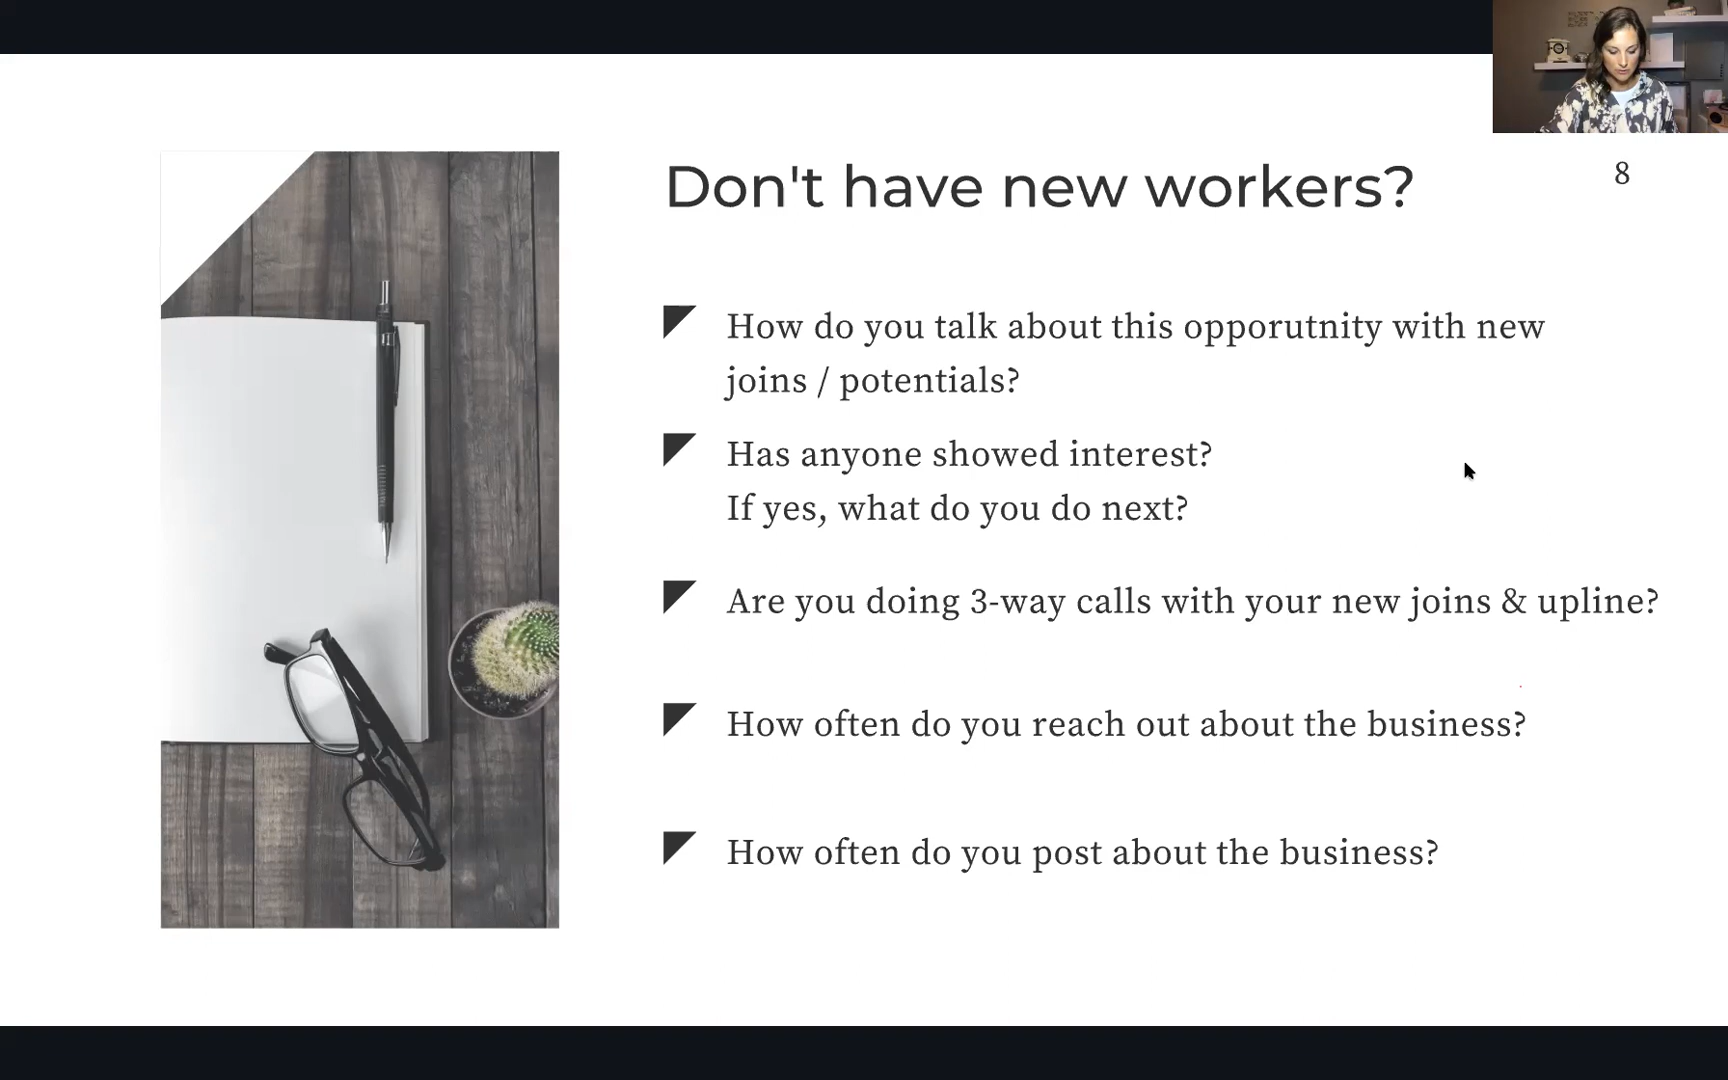 Don't have new workers?
8
How do you talk about this opporutnity with new
joins / potentials?
Has anyone showed interest?
If yes, what do you do next?
Are you doing 3-way calls with your new joins & upline?
How often do you reach out about the business?
How often do you post about the business?